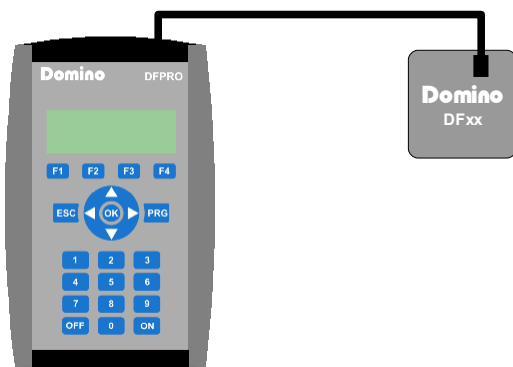 Domino DFPRO
Domino
DFxx
F1 F2 F3 F4
ESC OK PRG
1 2 3
4 5 6
7 8 9
OFF 0 ON